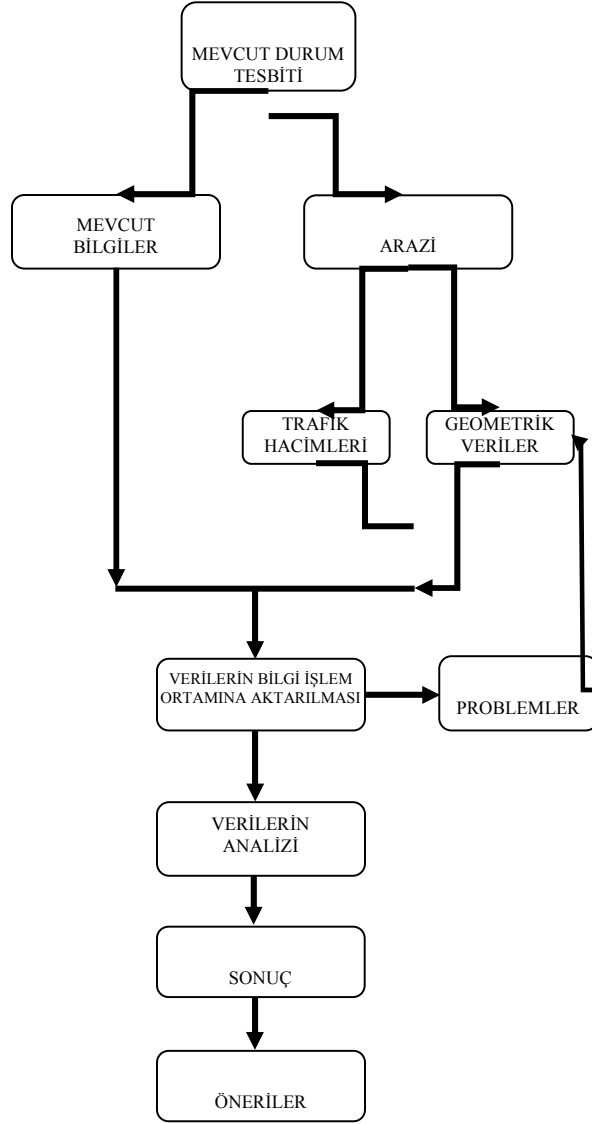 MEVCUT DURUM
TESBİTİ
MEVCUT
BİLGİLER
ARAZİ
TRAFİK
HACİMLERİ
GEOMETRİK
VERİLER
VERİLERİN BİLGİ İŞLEM
ORTAMINA AKTARILMASI
PROBLEMLER
VERİLERİN
ANALİZİ
SONUÇ
ÖNERİLER